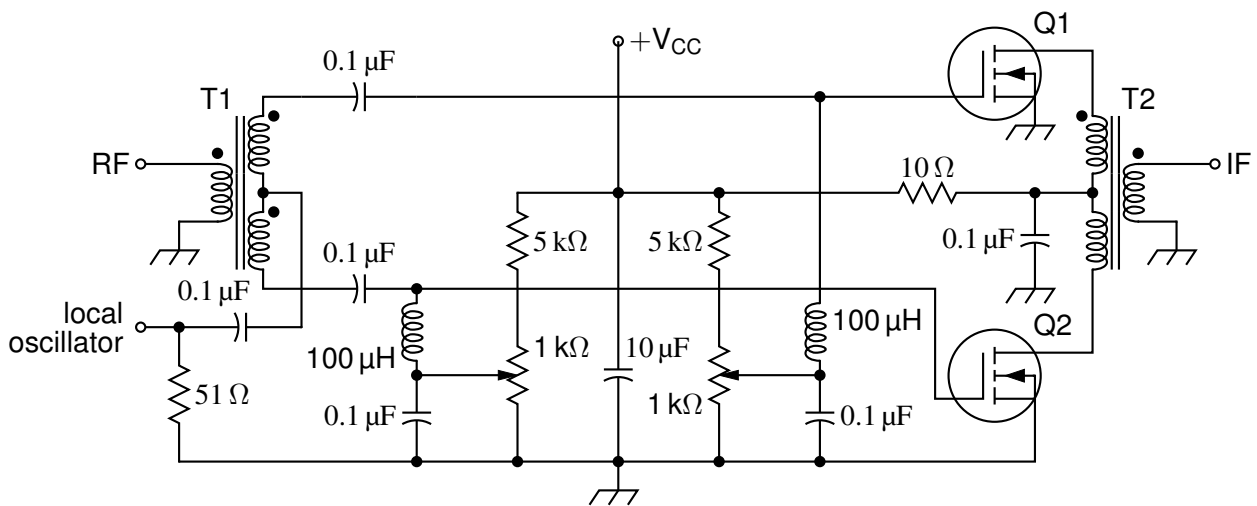 Q1
+V_CC
0.1 µF
T1
T2
RF
10 Ω
IF
5 kΩ
5 kΩ
0.1 µF
0.1 µF
0.1 µF
local
oscillator
100 µH
Q2
100 µH
1 kΩ
10 µF
51 Ω
0.1 µF
1 kΩ
0.1 µF